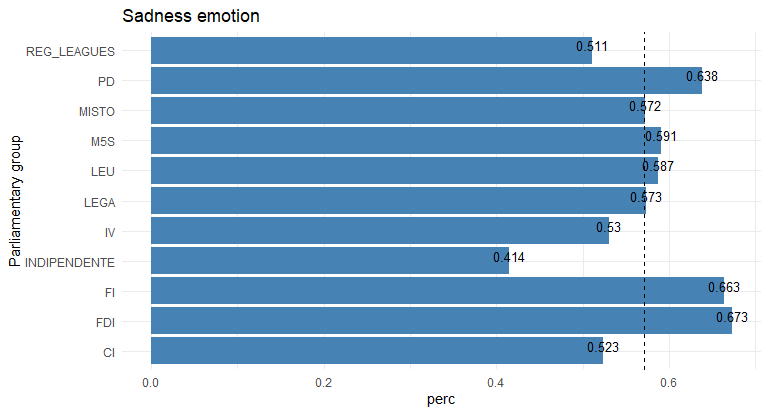 Sadness emotion
Parliamentary group
REG_LEAGUES 0.511
PD 0.638
MISTO 0.572
M5S 0.591
LEU 0.587
LEGA 0.573
IV 0.53
INDIPENDENTE 0.414
FI 0.663
FDI 0.673
CI 0.523
0.0 0.2 0.4 0.6
perc